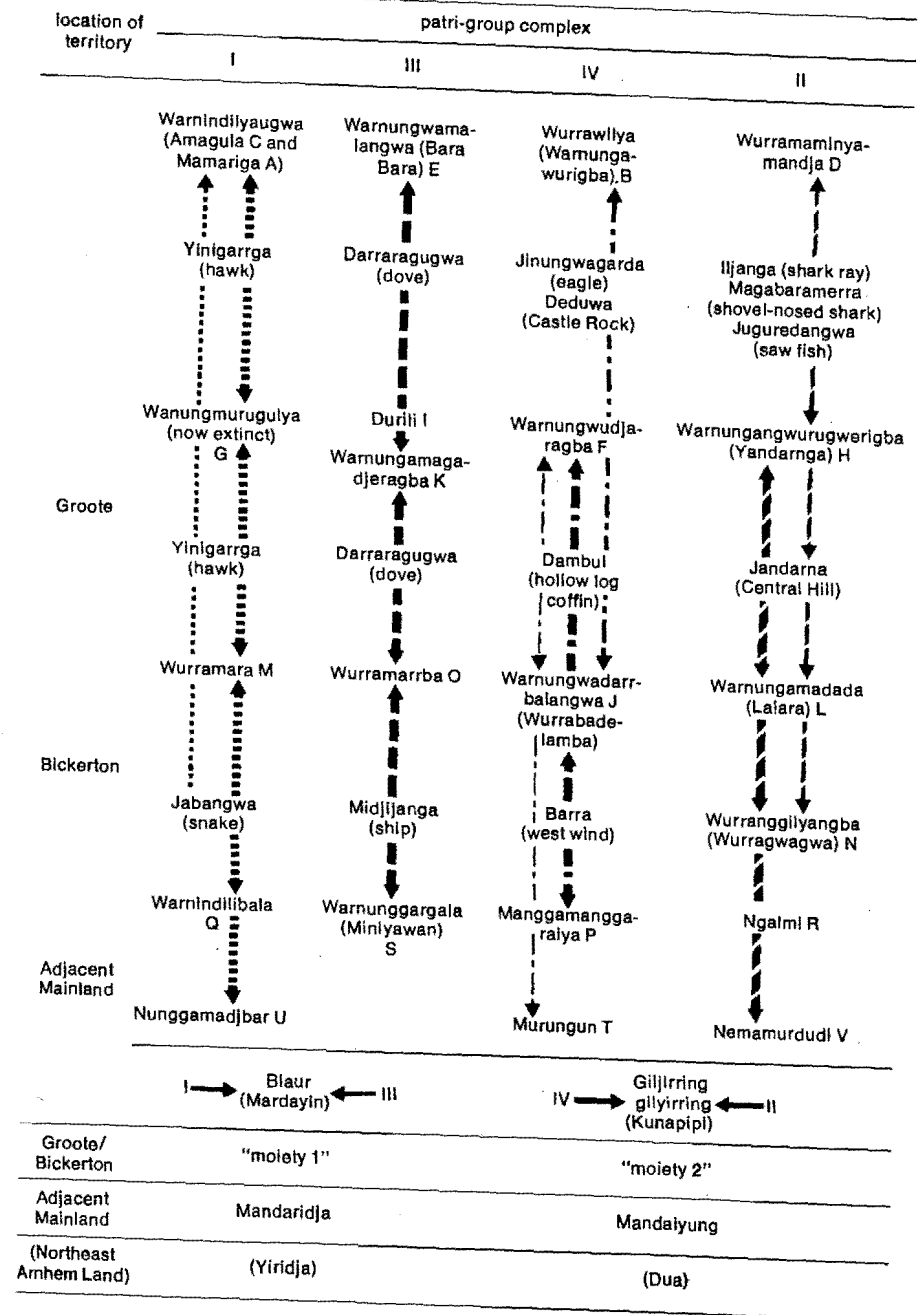 location of territory
patri-group complex
I
III
IV
II
Warnindilyaugwa
(Amagula C and
Mamariga A)
Yinigarrga
(hawk)
Wanungmurugulya
(now extinct)
G
Yinigarrga
(hawk)
Wurramara M
Jabangwa
(snake)
Warnindilibala
Q
Nunggamadjbar U
Warnungwama-
langwa (Bara
Bara) E
Darraragugwa
(dove)
Durili I
Warnungamaga-
djeragba K
Darraragugwa
(dove)
Wurramarrba O
Midjijanga
(ship)
Warnunggargala
(Miniyawan)
S
Wurrawilya
(Warnunga-
wurigba).B
Jinungwagarda
(eagle)
Deduwa
(Castle Rock)
Warnungwudja-
ragba F
Dambul
(hollow log
coffin)
Warnungwadarr-
balangwa J
(Wurrabade-
lamba)
Barra
(west wind)
Manggamangga-
raiya P
Murungun T
Wurramaminya-
mandja D
Iljanga (shark ray)
Magabaramerra
(shovel-nosed shark)
Juguredangwa
(saw fish)
Warnungangwurugwerigba
(Yandarnga) H
Jandarna
(Central Hill)
Warnungamadada
(Lalara) L
Wurranggilyangba
(Wurragwagwa) N
Ngalmi R
Nemamurdudi V
Groote
Bickerton
Adjacent
Mainland
I
Blaur
(Mardayin)
III
IV
Giljirring
gilyirring
(Kunapipi)
II
Groote/
Bickerton
"moiety 1"
"moiety 2"
Adjacent
Mainland
Mandaridja
Mandaiyung
(Northeast
Arnhem Land)
(Yiridja)
(Dua)